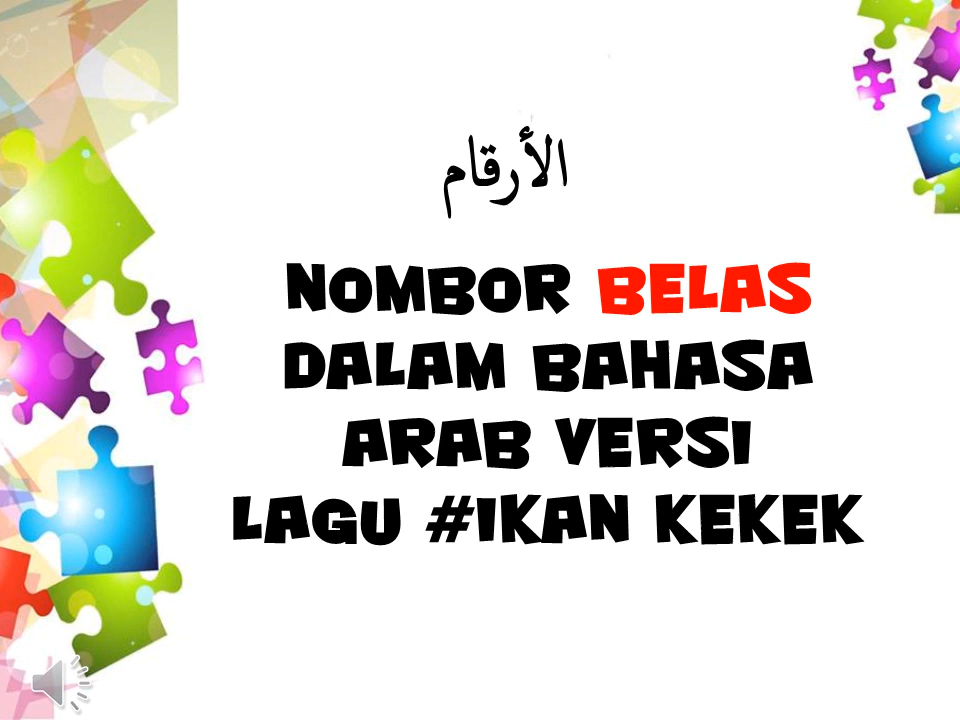 الأرقام
NOMBOR BELAS
DALAM BAHASA
ARAB VERSI
LAGU #IKAN KEKEK